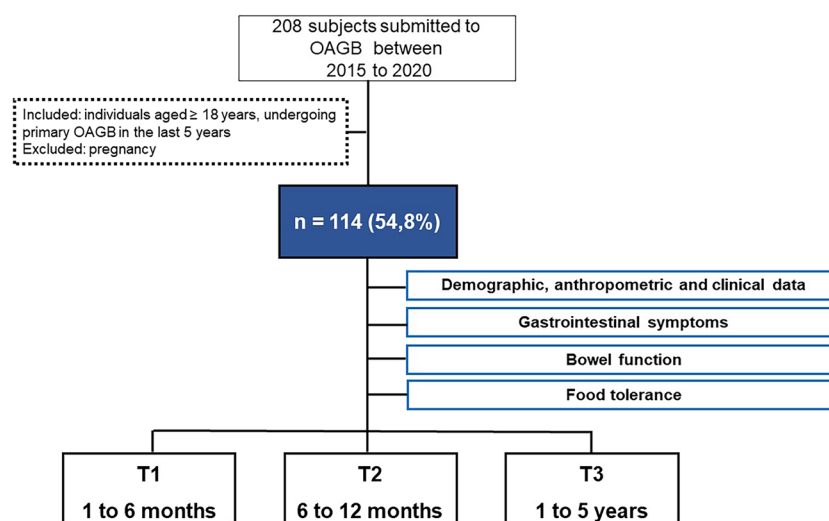 208 subjects submitted to
OAGB between
2015 to 2020
Included: individuals aged ≥ 18 years, undergoing
primary OAGB in the last 5 years
Excluded: pregnancy
n = 114 (54,8%)
Demographic, anthropometric and clinical data
Gastrointestinal symptoms
Bowel function
Food tolerance
T1
1 to 6 months
T2
6 to 12 months
T3
1 to 5 years